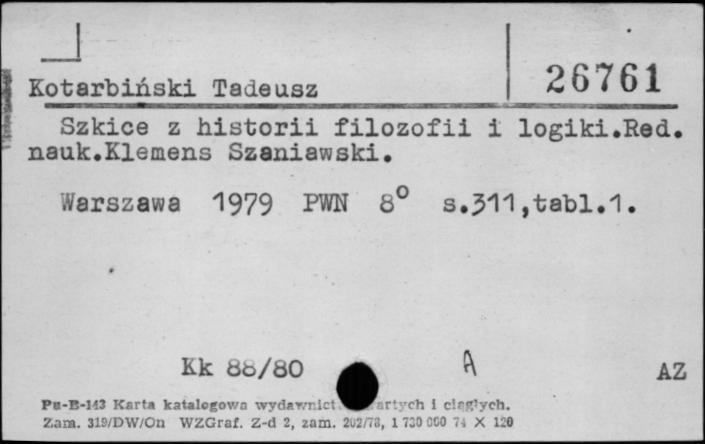 Kotarbiński Tadeusz
26761
Szkice z historii filozofii i logiki.Red.
nauk.Klemens Szaniawski.
Warszawa 1979 PWN 8° s.311,tabl.1.
Kk 88/80 A AZ
Pu-B-143 Karta katalogowa wydawnict artych i ciągłych.
Zam. 319/DW/On WZGraf. Z-d 2, zam. 202/78, 1 730 000 74 X 120